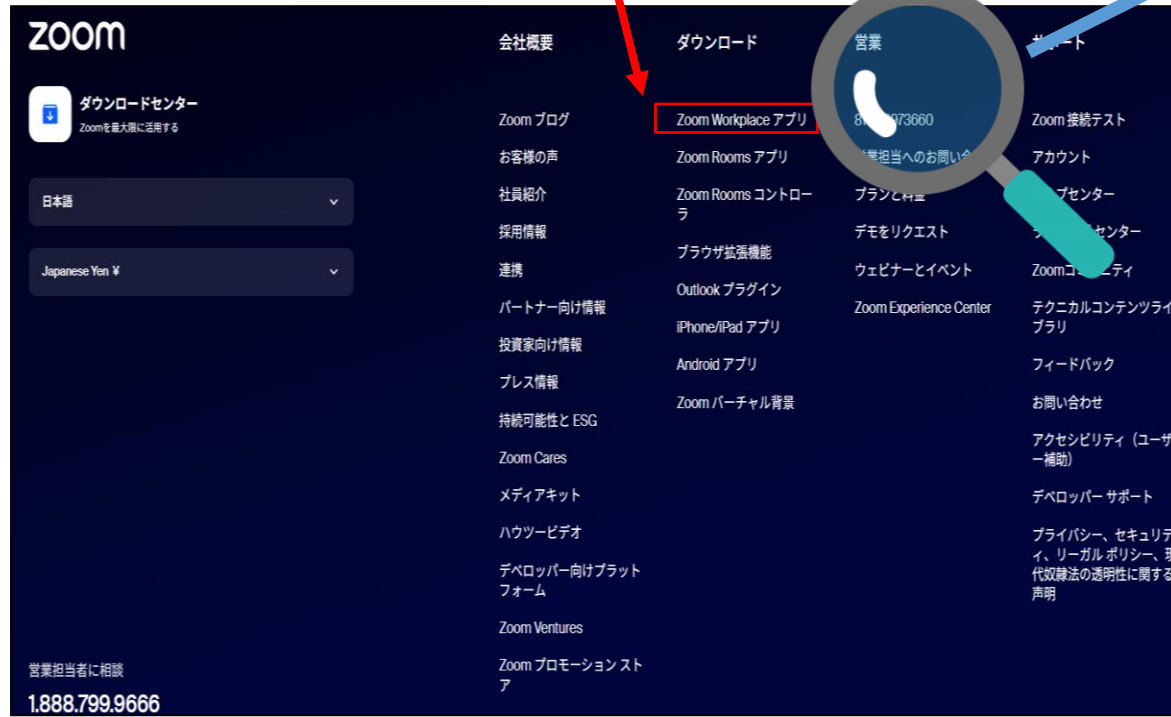 zoom
ダウンロードセンター
Zoomを最大限に活用する
日本語
Japanese Yen ¥
営業担当者に相談
1.888.799.9666
会社概要
Zoom ブログ
お客様の声
社員紹介
採用情報
連携
パートナー向け情報
投資家向け情報
プレス情報
持続可能性と ESG
Zoom Cares
メディアキット
ハウツービデオ
デベロッパー向けプラット
フォーム
Zoom Ventures
Zoom プロモーション スト
ア
ダウンロード
Zoom Workplace アプリ
Zoom Rooms アプリ
Zoom Rooms コントロー
ラ
ブラウザ拡張機能
Outlook プラグイン
iPhone/iPad アプリ
Android アプリ
Zoom バーチャル背景
営業
プランと料金
デモをリクエスト
ウェビナーとイベント
Zoom Experience Center
Zoom 接続テスト
アカウント
テクニカルコンテンツライ
ブラリ
フィードバック
お問い合わせ
アクセシビリティ（ユーザ
ー補助）
デベロッパー サポート
プライバシー、セキュリテ
ィ、リーガル ポリシー、現
代奴隷法の透明性に関する
声明